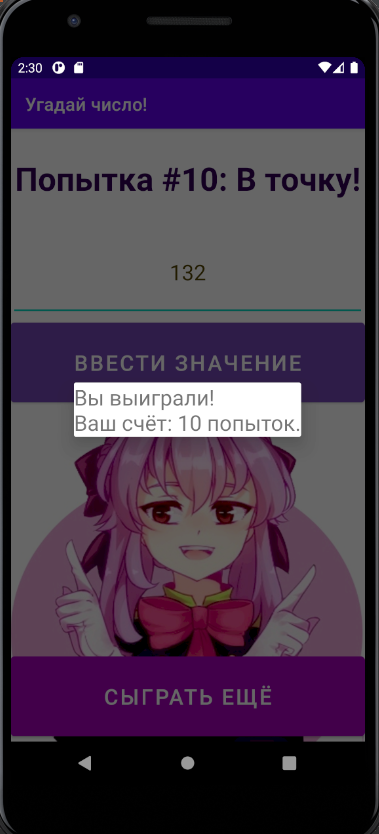 2:30
Угадай число!
Попытка #10: В точку!
132
ВВЕСТИ ЗНАЧЕНИЕ
Вы выиграли!
Ваш счёт: 10 попыток.
СЫГРАТЬ ЕЩЁ